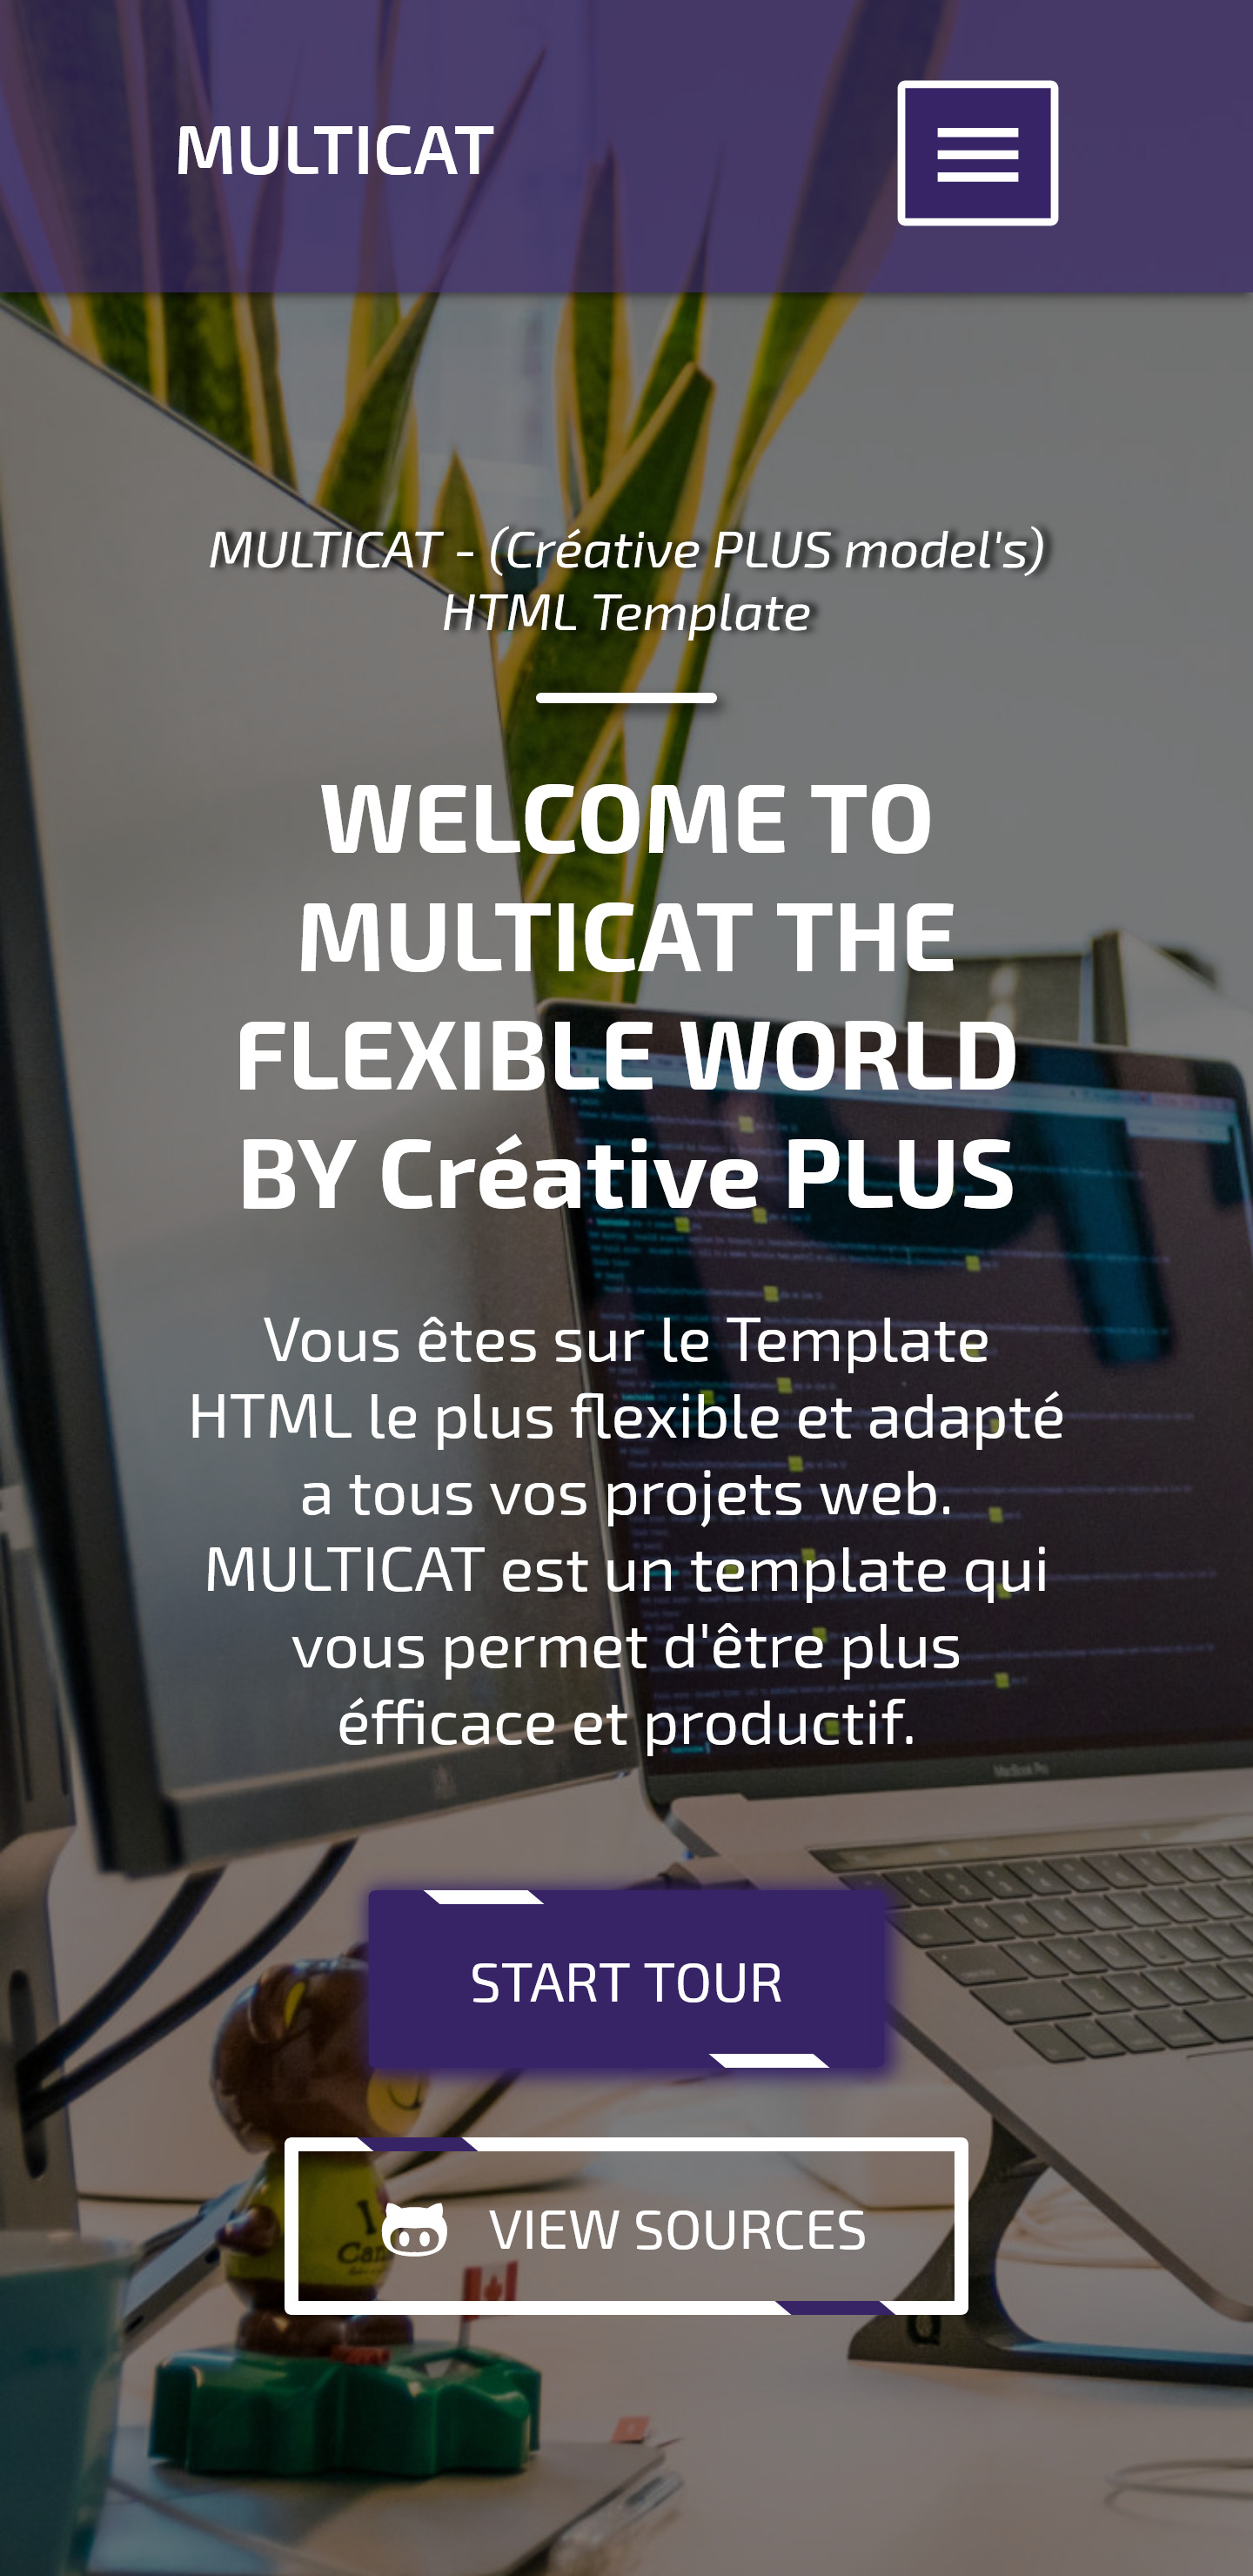 MULTICAT
MULTICAT - (Créative PLUS model's)
HTML Template
WELCOME TO
MULTICAT THE
FLEXIBLE WORLD
BY Créative PLUS
Vous êtes sur le Template
HTML le plus flexible et adapté
a tous vos projets web.
MULTICAT est un template qui
vous permet d'être plus
éfficace et productif.
MacBook Pro
START TOUR
VIEW SOURCES
I